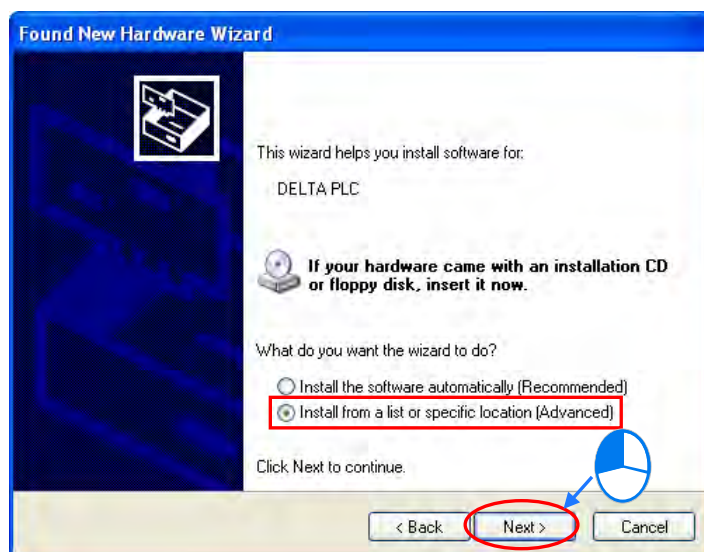 Found New Hardware Wizard
This wizard helps you install software for:
DELTA PLC
If your hardware came with an installation CD
or floppy disk, insert it now.
What do you want the wizard to do?
Install the software automatically (Recommended)
Install from a list or specific location (Advanced)
Click Next to continue.
< Back
Next >
Cancel